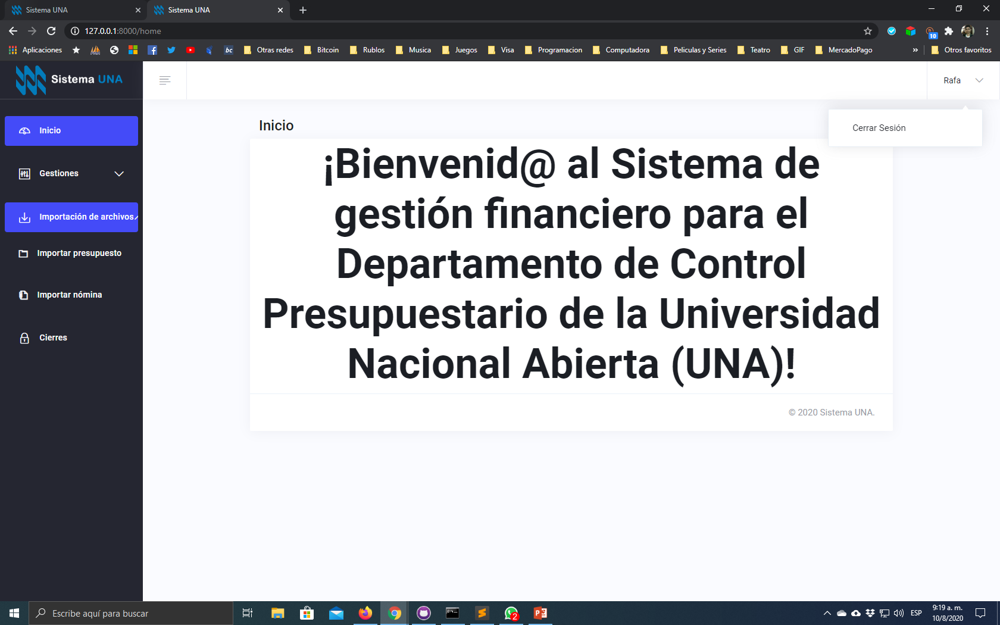 Sistema UNA
Sistema UNA
127.0.0.1:8000/home
10
Aplicaciones
bc
Otras redes
Bitcoin
Rublos
Musica
Juegos
Visa
Programacion
Computadora
Peliculas y Series
Teatro
GIF
MercadoPago
»
Otros favoritos
Sistema UNA
Rafa
Cerrar Sesión
Inicio
Gestiones
Importación de archivos
Importar presupuesto
Importar nómina
Cierres
Inicio
¡Bienvenid@ al Sistema de
gestión financiero para el
Departamento de Control
Presupuestario de la Universidad
Nacional Abierta (UNA)!
© 2020 Sistema UNA.
Escribe aquí para buscar
2
ESP
9:19 a. m.
10/8/2020